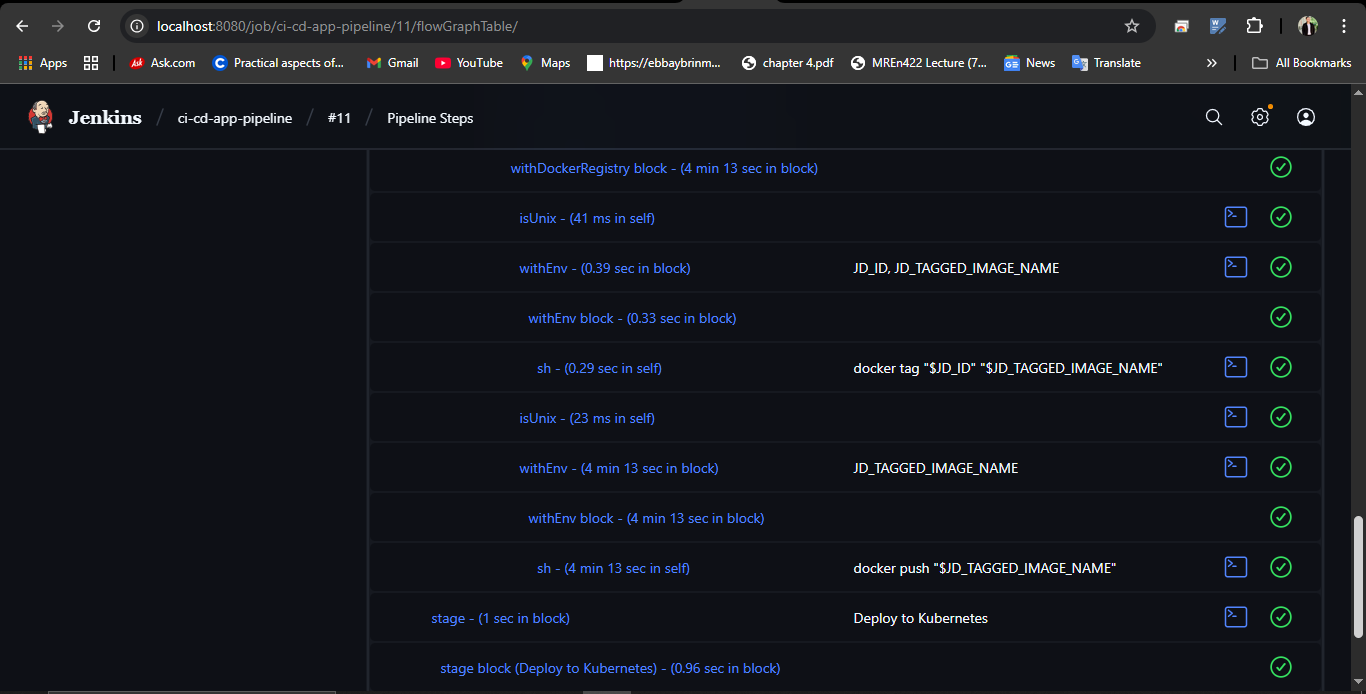 localhost:8080/job/ci-cd-app-pipeline/11/flowGraphTable/
Apps Ask.com Practical aspects of... Gmail YouTube Maps https://ebbaybrinm... chapter 4.pdf MREn422 Lecture (7... News Translate » All Bookmarks
Jenkins / ci-cd-app-pipeline / #11 / Pipeline Steps
withDockerRegistry block - (4 min 13 sec in block)
isUnix - (41 ms in self)
withEnv - (0.39 sec in block) JD_ID, JD_TAGGED_IMAGE_NAME
withEnv block - (0.33 sec in block)
sh - (0.29 sec in self) docker tag "$JD_ID" "$JD_TAGGED_IMAGE_NAME"
isUnix - (23 ms in self)
withEnv - (4 min 13 sec in block) JD_TAGGED_IMAGE_NAME
withEnv block - (4 min 13 sec in block)
sh - (4 min 13 sec in self) docker push "$JD_TAGGED_IMAGE_NAME"
stage - (1 sec in block) Deploy to Kubernetes
stage block (Deploy to Kubernetes) - (0.96 sec in block)